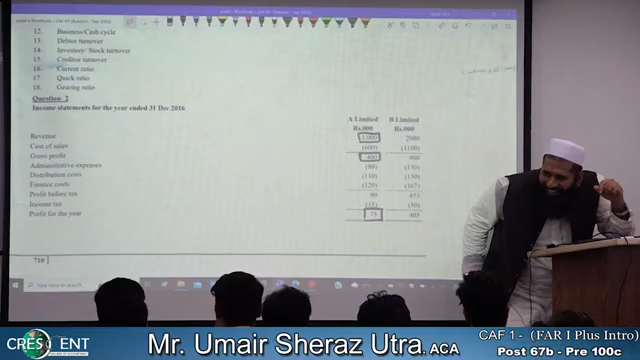 12. Business/Cash cycle
13. Debtor turnover
14. Inventory/ Stock turnover
15. Creditor turnover
16. Current ratio
17. Quick ratio
18. Gearing ratio
Question 2
Income statements for the year ended 31 Dec 2016
A Limited B Limited
Rs.000 Rs.000
Revenue 1,000 2000
Cost of sales (600) (1100)
Gross profit 400 900
Administrative expenses (80) (130)
Distribution costs (110) (150)
Finance costs (120) (167)
Profit before tax 90 453
Income tax (15) (50)
Profit for the year 75 403
710
CRESCENT
COLLEGE OF ACCOUNTANCY
Mr. Umair Sheraz Utra. ACA
CAF 1 - (FAR I Plus Intro)
Post 67b - Pre 100c